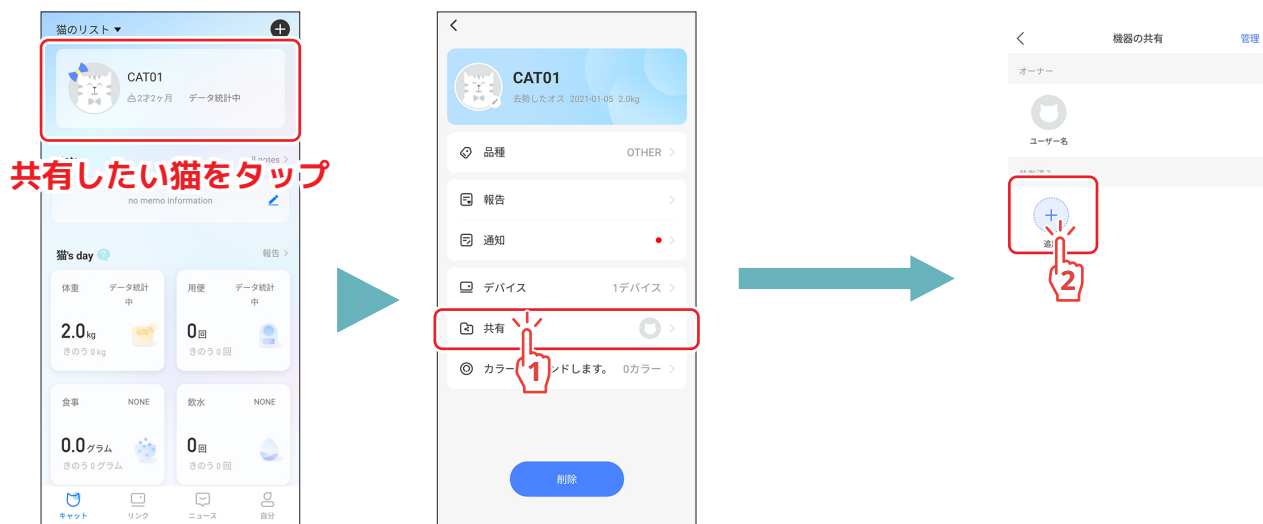 猫のリスト ▼
CAT01
2才2ヶ月 データ統計中
共有したい猫をタップ
no memo information
猫's day
報告 >
体重
データ統計中
2.0 kg
きのう 0 kg
用便
データ統計中
0 回
きのう 0 回
食事
NONE
0.0 グラム
きのう 0 グラム
飲水
NONE
0 回
きのう 0 回
キャット
リンク
ニュース
自分
CAT01
去勢したオス 2021-01-05 2.0kg
品種
OTHER >
報告
通知
デバイス
1デバイス >
共有
1
カラー
ンドします。
0カラー >
削除
機器の共有
管理
オーナー
ユーザー名
2